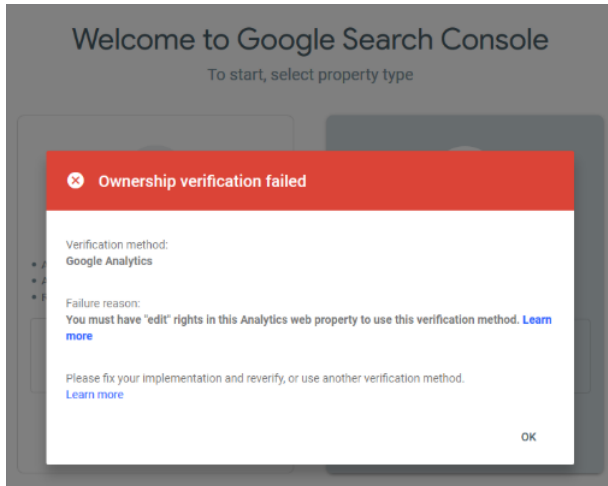 Welcome to Google Search Console
To start, select property type
Ownership verification failed
Verification method:
Google Analytics
Failure reason:
You must have "edit" rights in this Analytics web property to use this verification method. Learn
more
Please fix your implementation and reverify, or use another verification method.
Learn more
OK